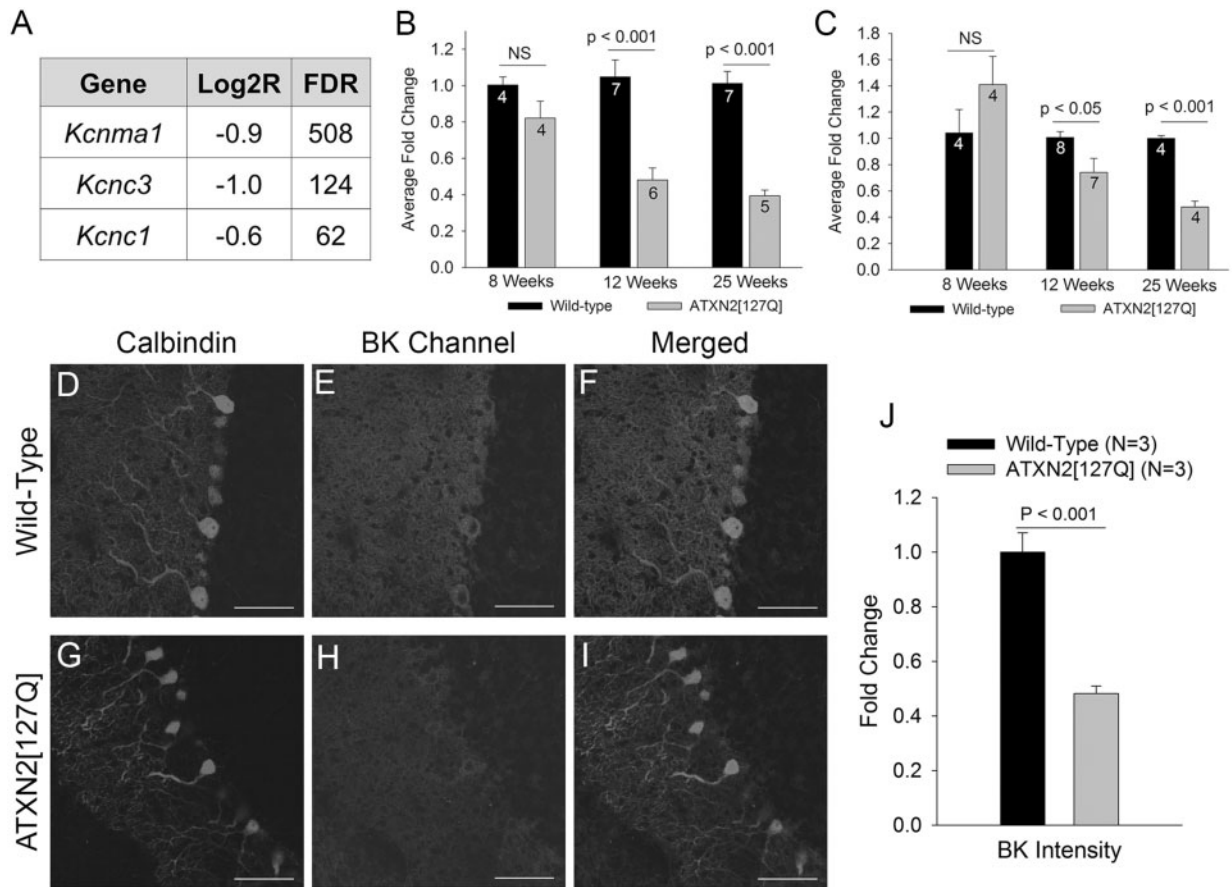 A
Gene Log2R FDR
Kcnma1 -0.9 508
Kcnc3 -1.0 124
Kcnc1 -0.6 62
B
Average Fold Change
1.2
1.0
0.8
0.6
0.4
0.2
0.0
NS
p < 0.001
p < 0.001
4
4
7
6
7
5
8 Weeks
12 Weeks
25 Weeks
Wild-type
ATXN2[127Q]
C
Average Fold Change
1.8
1.6
1.4
1.2
1.0
0.8
0.6
0.4
0.2
0.0
NS
p < 0.05
p < 0.001
4
4
8
7
4
4
8 Weeks
12 Weeks
25 Weeks
Wild-type
ATXN2[127Q]
Calbindin
BK Channel
Merged
Wild-Type
D
E
F
ATXN2[127Q]
G
H
I
J
Wild-Type (N=3)
ATXN2[127Q] (N=3)
Fold Change
1.2
1.0
0.8
0.6
0.4
0.2
0.0
P < 0.001
BK Intensity